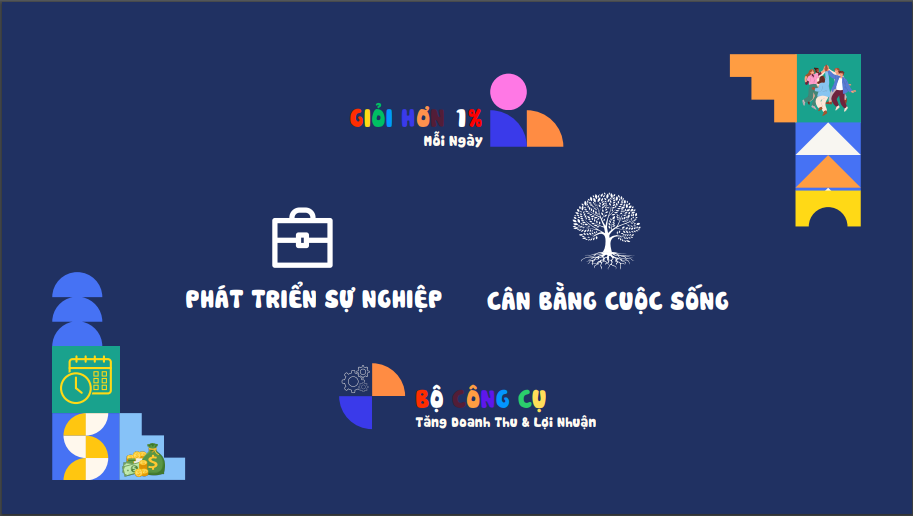 GIỎI HƠN 1%
Mỗi Ngày
PHÁT TRIỂN SỰ NGHIỆP
CÂN BẰNG CUỘC SỐNG
BỘ CÔNG CỤ
Tăng Doanh Thu & Lợi Nhuận